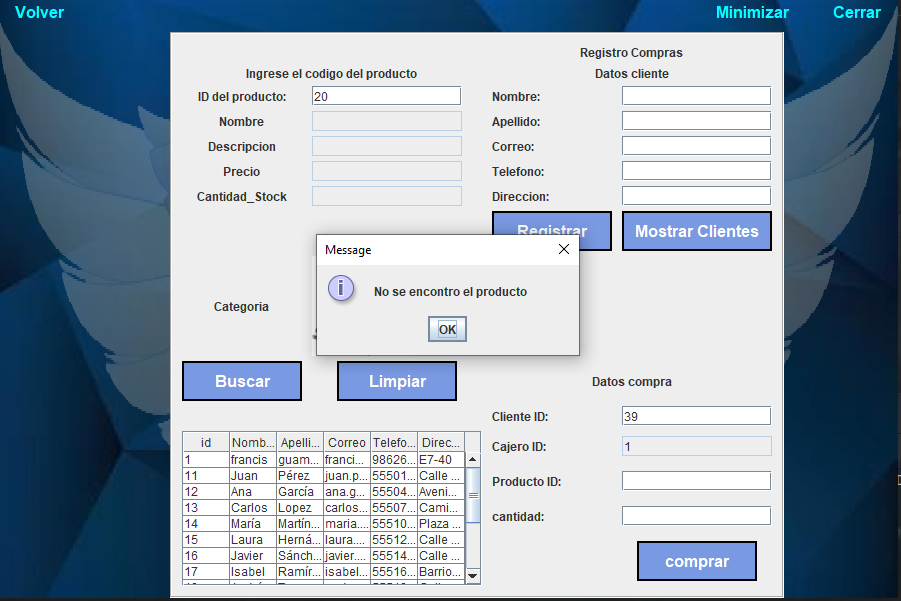 Volver Minimizar Cerrar
Registro Compras
Ingrese el codigo del producto Datos cliente
ID del producto: 20 Nombre:
Nombre Apellido:
Descripcion Correo:
Precio Telefono:
Cantidad_Stock Direccion:
Registrar Mostrar Clientes
Message
No se encontro el producto
Categoria
OK
Buscar Limpiar Datos compra
Cliente ID: 39
Cajero ID: 1
Producto ID:
cantidad:
comprar
id Nomb... Apelli... Correo Telefo... Direc...
1 francis guam... franci... 98626... E7-40
11 Juan Pérez juan.p... 55501... Calle ...
12 Ana García ana.g... 55504... Aveni...
13 Carlos Lopez carlos... 55507... Cami...
14 María Martín... maria.... 55510... Plaza ...
15 Laura Herná... laura.... 55512... Calle ...
16 Javier Sánch... javier.... 55514... Calle ...
17 Isabel Ramír... isabel... 55516... Barrio...